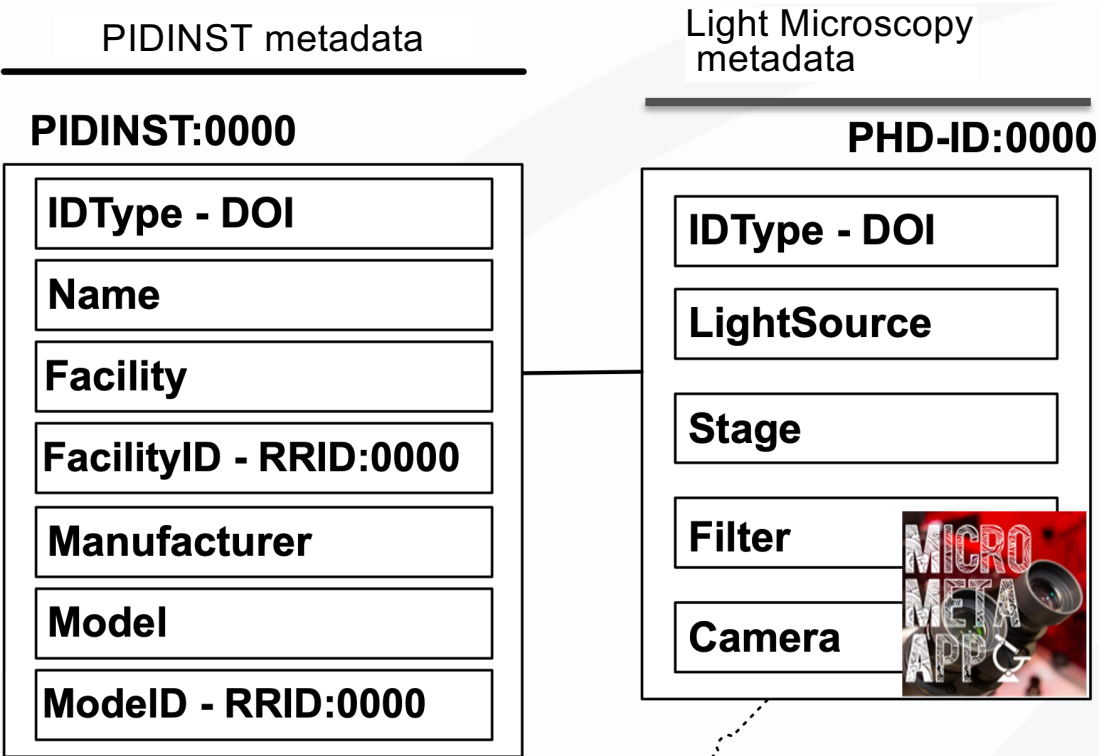 PIDINST metadata
PIDINST:0000
IDType - DOI
Name
Facility
FacilityID - RRID:0000
Manufacturer
Model
ModelD - RRID:0000
Light Microscopy
metadata
PHD-ID:0000
IDType - DOI
LightSource
Stage
Filter
Camera
MICRO
META
APP